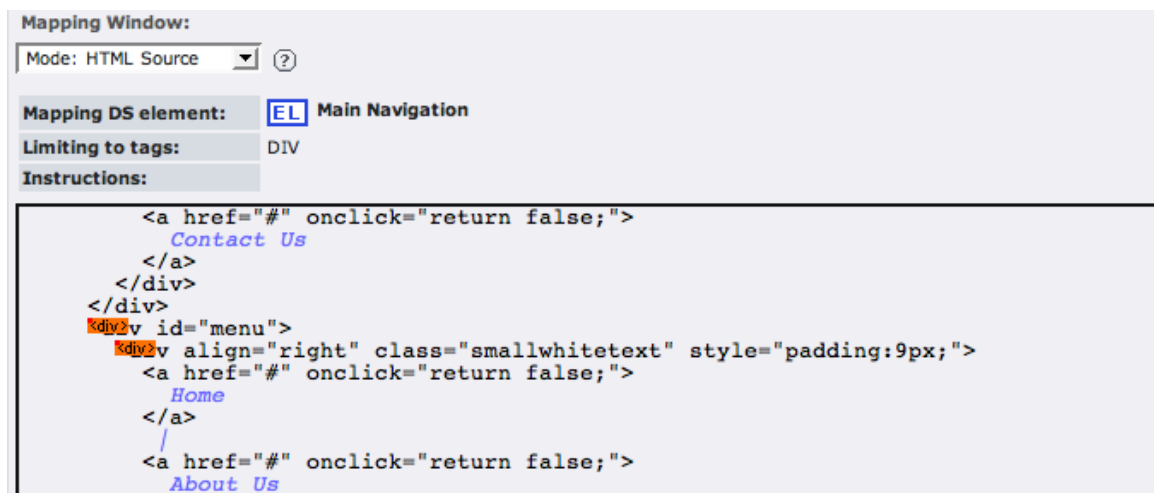 Mapping Window:
Mode: HTML Source ?
Mapping DS element: EL Main Navigation
Limiting to tags: DIV
Instructions:
<a href="#" onclick="return false;">
Contact Us
</a>
</div>
</div>
<div>v id="menu">
<div>v align="right" class="smallwhitetext" style="padding:9px;">
<a href="#" onclick="return false;">
Home
</a>
|
<a href="#" onclick="return false;">
About Us